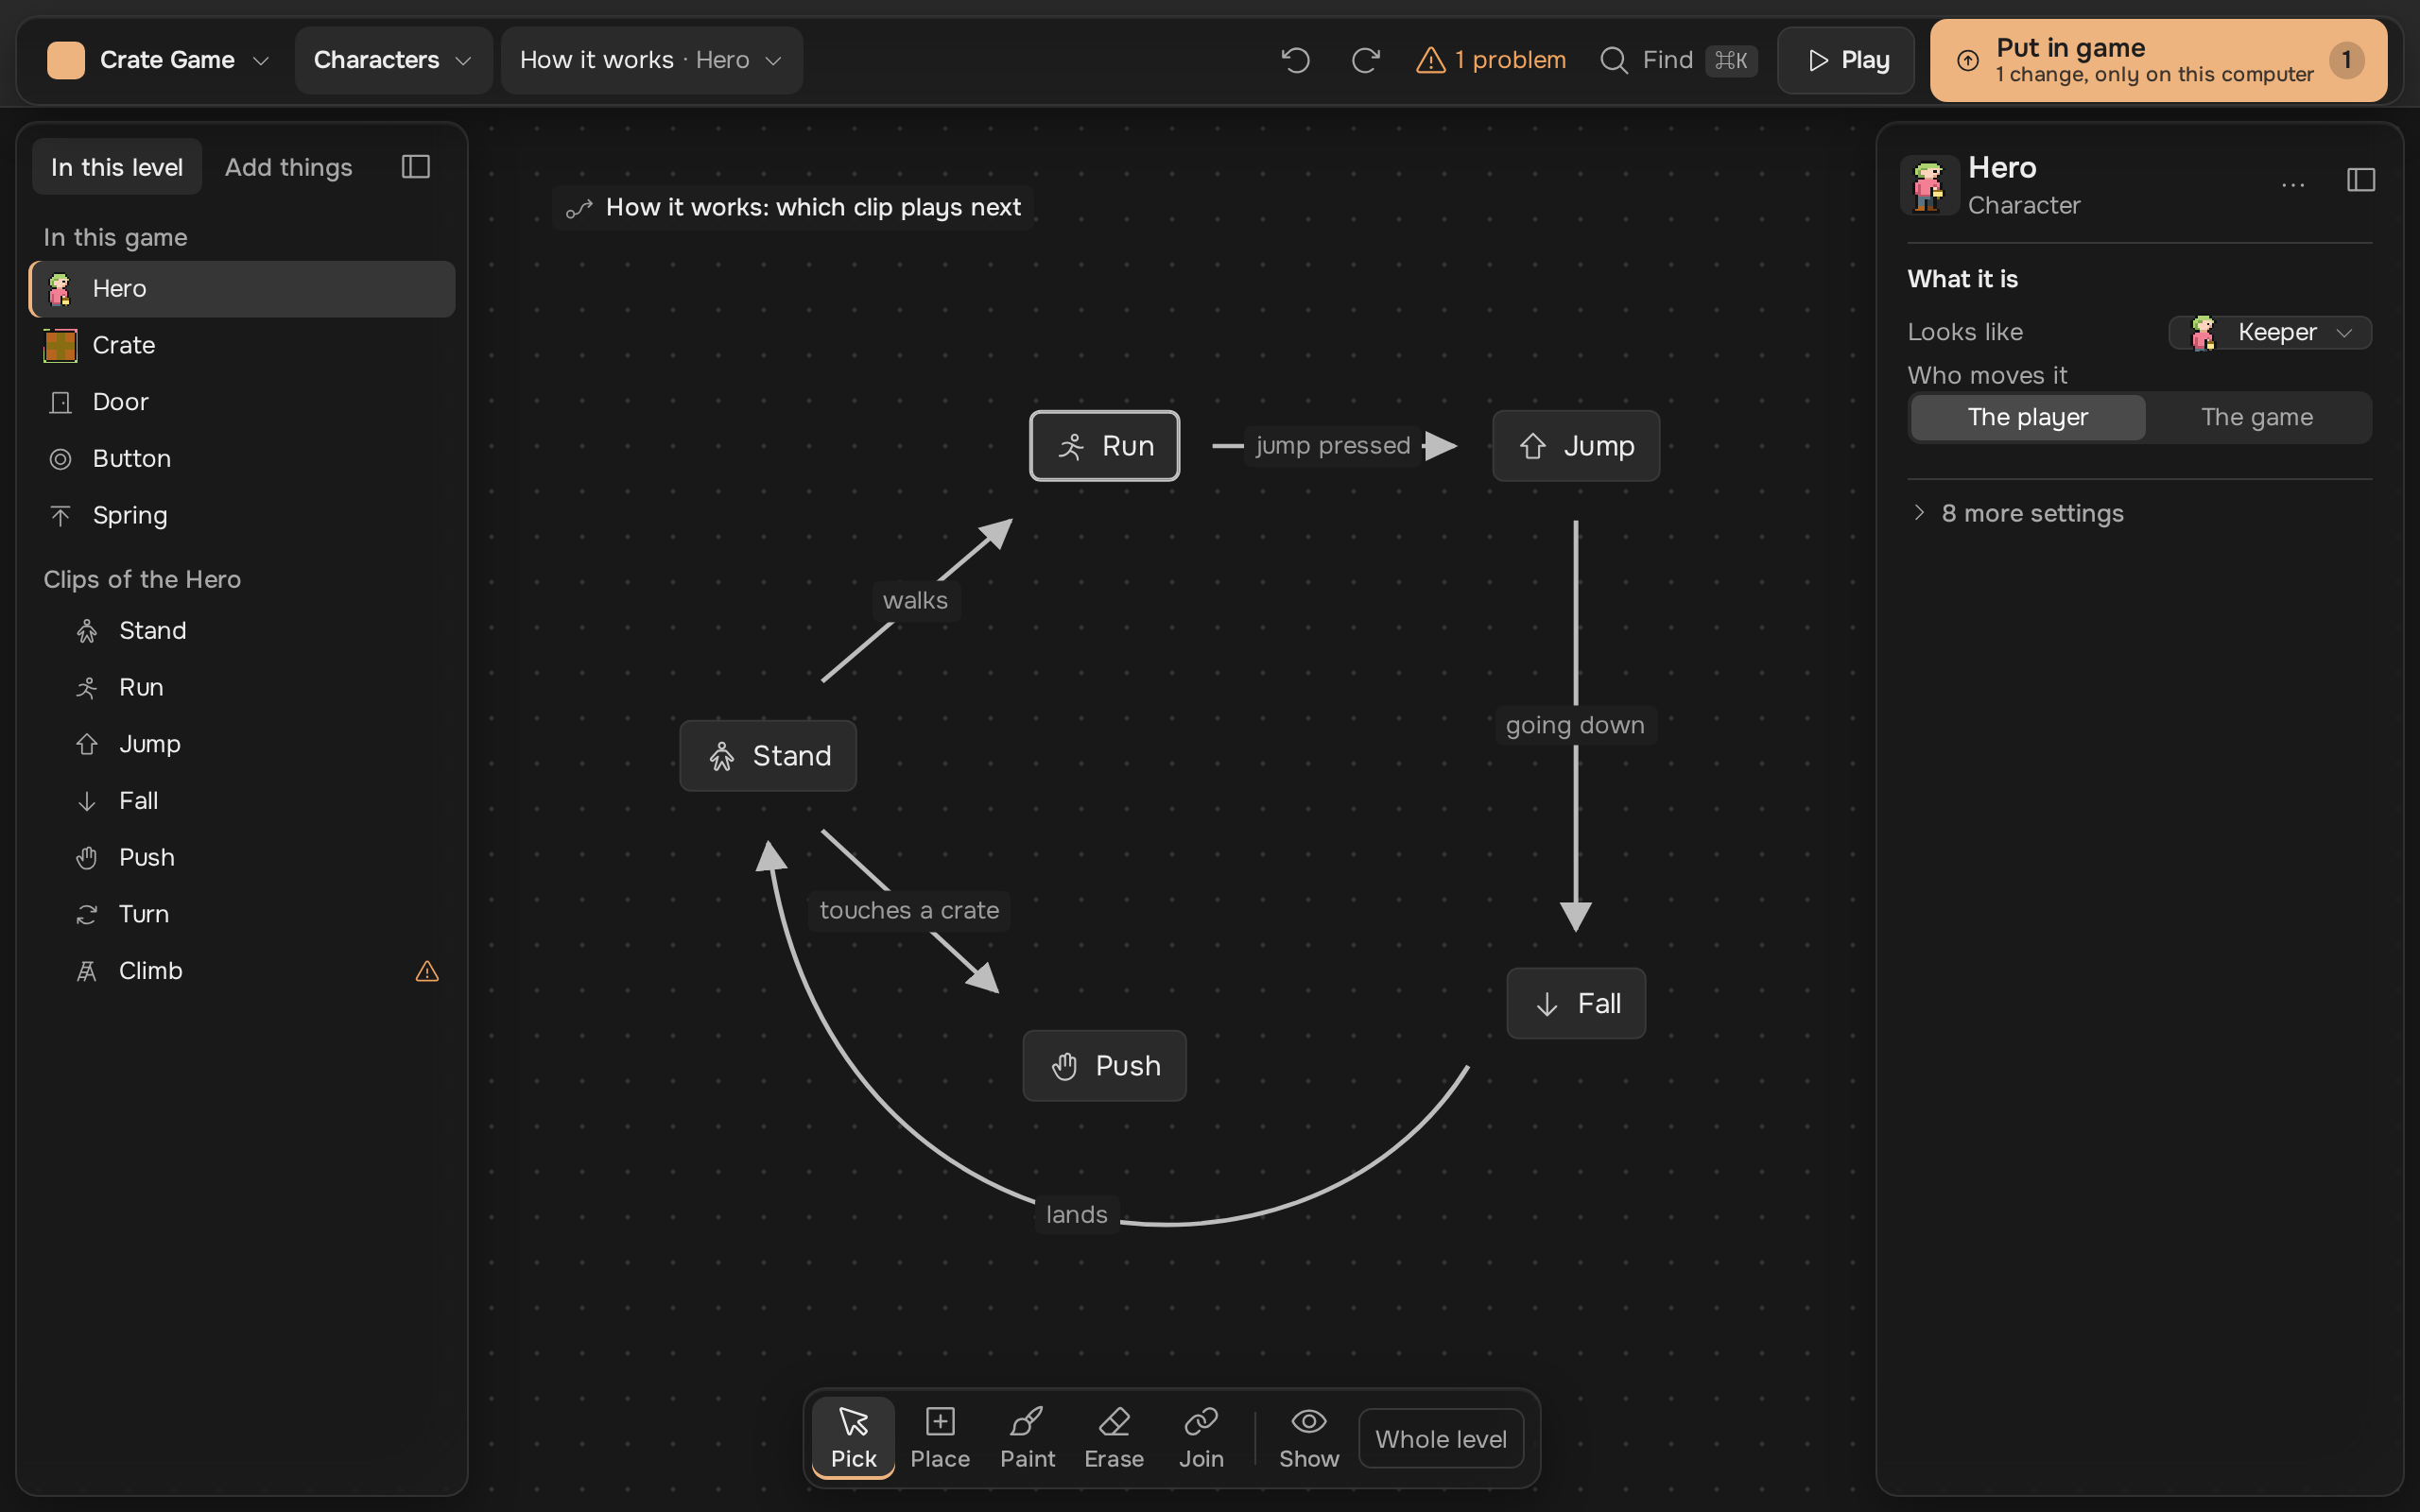 Crate Game
Characters
How it works · Hero
1 problem
Find ⌘K
Play
Put in game
1 change, only on this computer
1
In this level
Add things
In this game
Hero
Crate
Door
Button
Spring
Clips of the Hero
Stand
Run
Jump
Fall
Push
Turn
Climb
How it works: which clip plays next
Run
jump pressed
Jump
walks
going down
Stand
touches a crate
Fall
Push
lands
Pick
Place
Paint
Erase
Join
Show
Whole level
Hero
Character
...
What it is
Looks like
Keeper
Who moves it
The player
The game
8 more settings